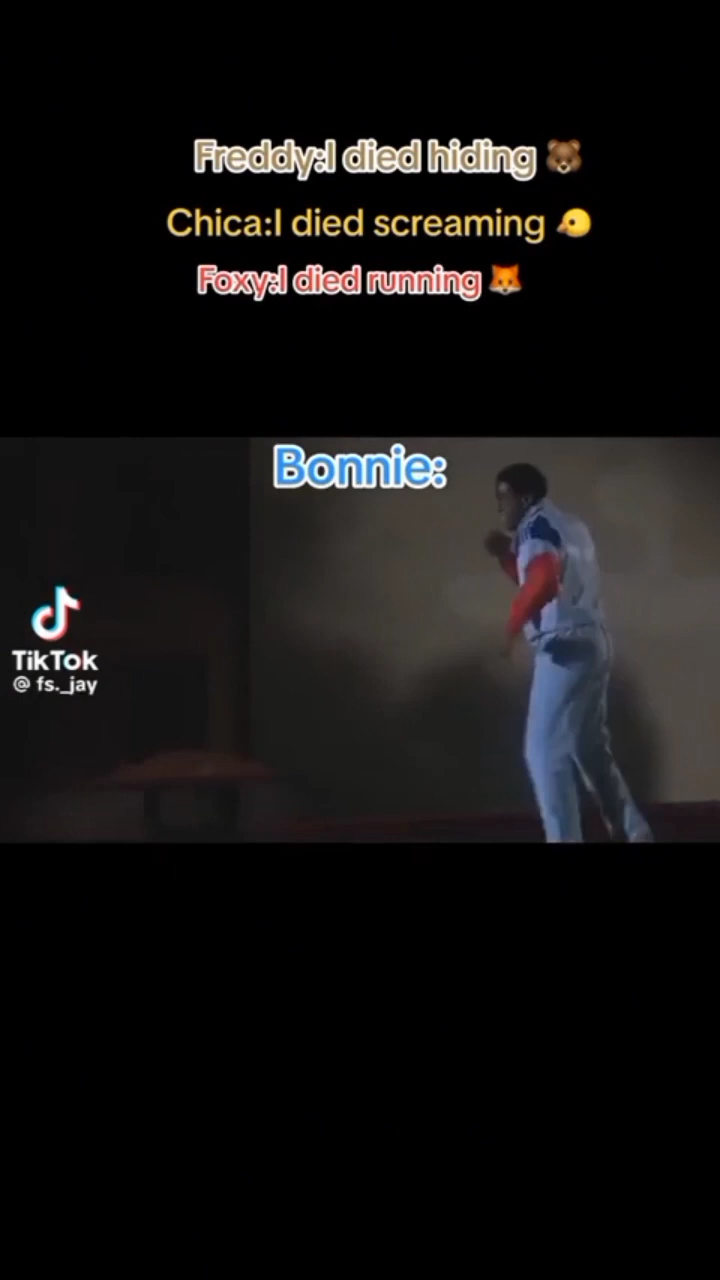 Freddy:I died hiding 🐻
Chica:I died screaming 🐤
Foxy:I died running 🦊
Bonnie:
TikTok
@ fs._jay